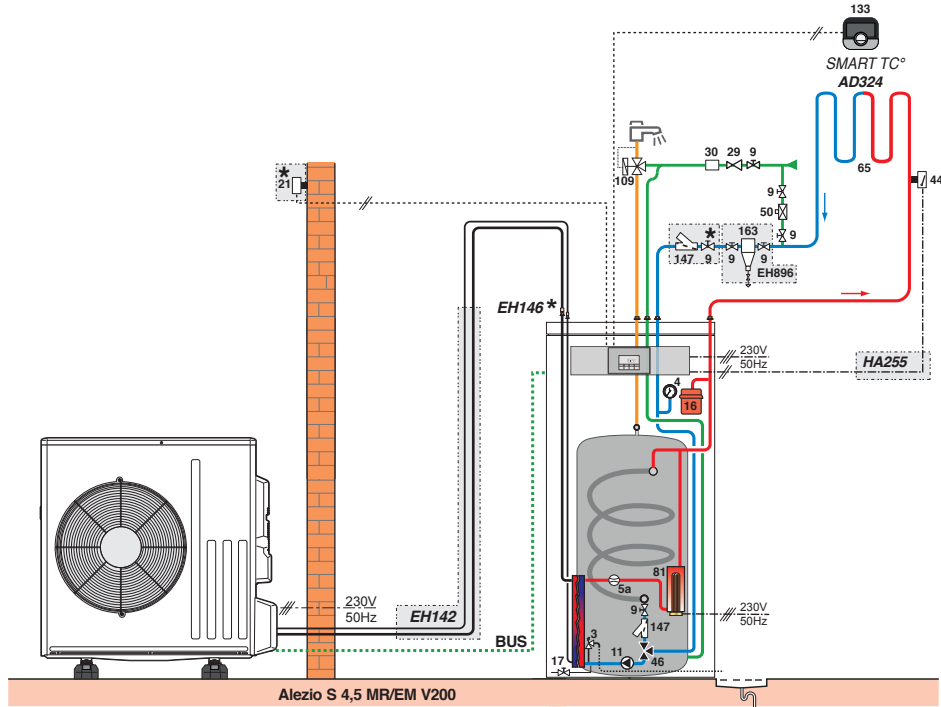 133
SMART TC°
AD324
30 29 9
109
*
21
9
65
44
50
*
163
9
147 9 9 9
EH896
EH146 *
230V
50Hz
HA255
4
16
81
5a
9
230V
50Hz
EH142
147
230V
50Hz
BUS
3
11
46
17
Alezio S 4,5 MR/EM V200